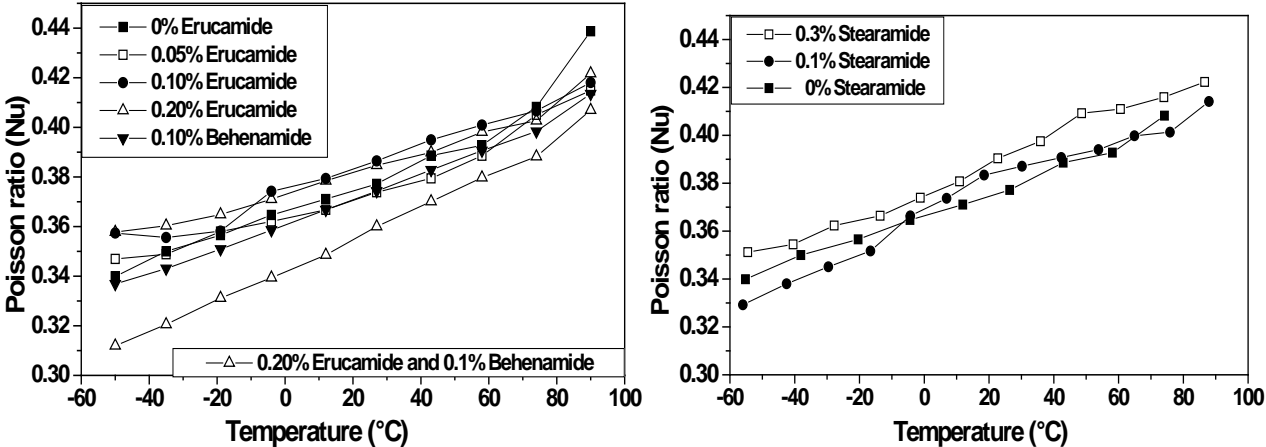 0.44
0.42
0.40
0.38
0.36
0.34
0.32
0.30
Poisson ratio (Nu)
0% Erucamide
0.05% Erucamide
0.10% Erucamide
0.20% Erucamide
0.10% Behenamide
0.20% Erucamide and 0.1% Behenamide
-60 -40 -20 0 20 40 60 80 100
Temperature (°C)
0.44
0.42
0.40
0.38
0.36
0.34
0.32
0.30
Poisson ratio (Nu)
0.3% Stearamide
0.1% Stearamide
0% Stearamide
-60 -40 -20 0 20 40 60 80 100
Temperature (°C)